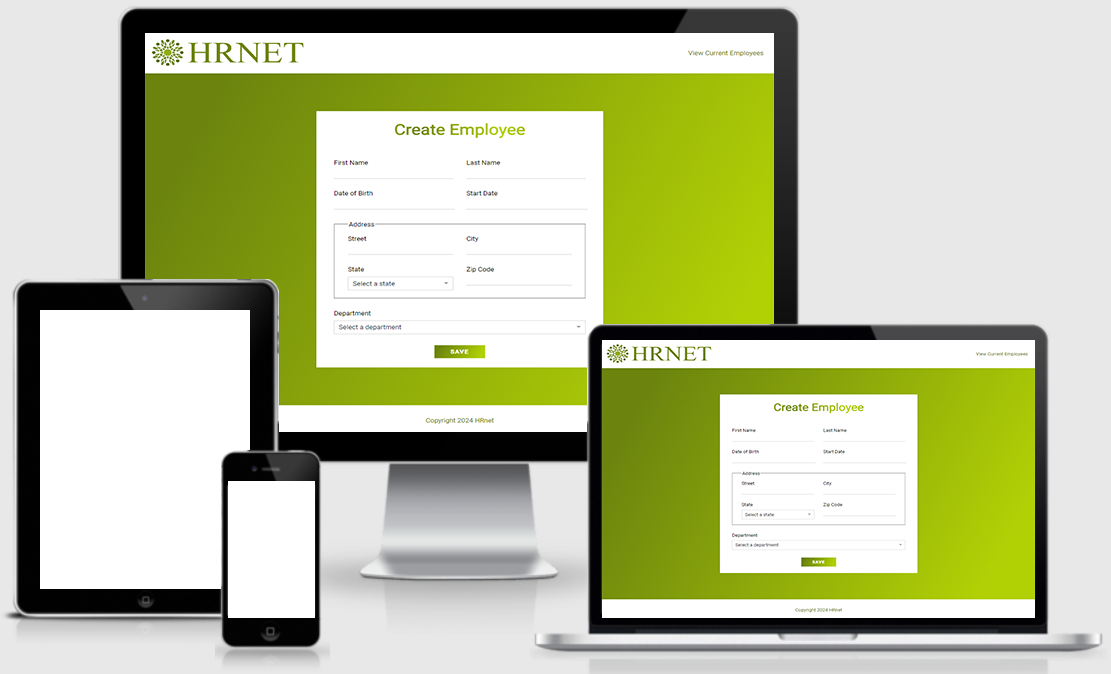 HRNET
View Current Employees
Create Employee
First Name Last Name
Date of Birth Start Date
Address
Street City
State Zip Code
Select a state
Department
Select a department
SAVE
Copyright 2024 HRnet
HRNET
View Current Employees
Create Employee
First Name Last Name
Date of Birth Start Date
Address
Street City
State Zip Code
Select a state
Department
Select a department
SAVE
Copyright 2024 HRnet